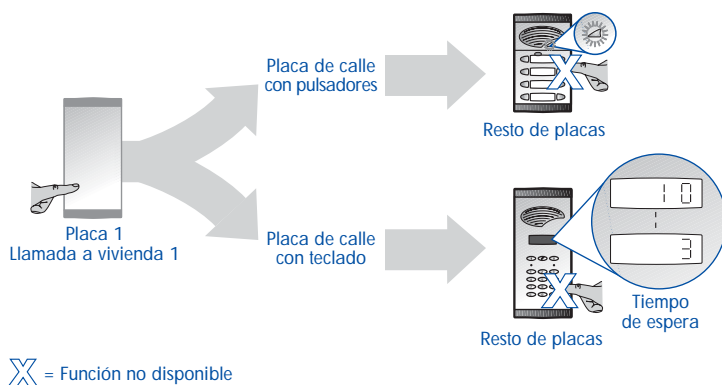 Placa de calle
con pulsadores
Resto de placas
Placa 1
Llamada a vivienda 1
Placa de calle
con teclado
10
3
Tiempo
de espera
Resto de placas
X = Función no disponible